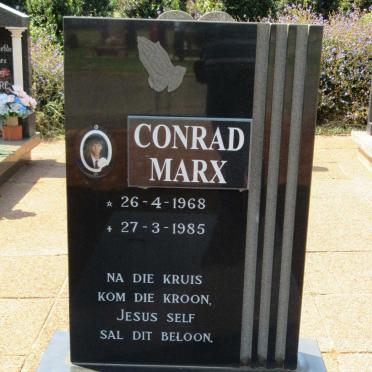 CONRAD
MARX
* 26-4-1968
✝ 27-3-1985
NA DIE KRUIS
KOM DIE KROON,
JESUS SELF
SAL DIT BELOON.